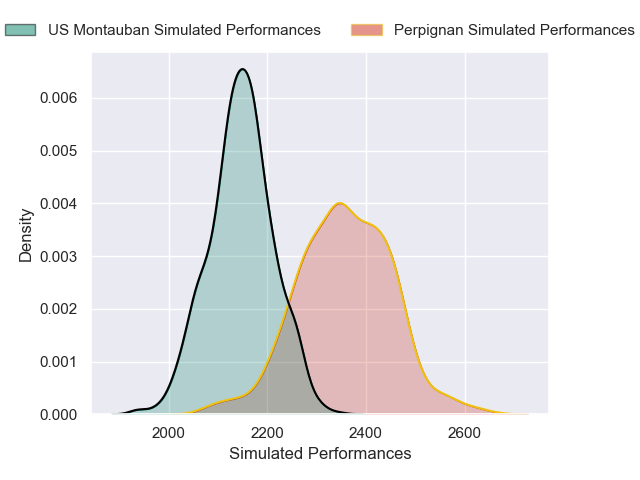 US Montauban Simulated Performances Perpignan Simulated Performances
0.006
0.005
0.004
0.003
0.002
0.001
0.000
Density
2000 2200 2400 2600
Simulated Performances